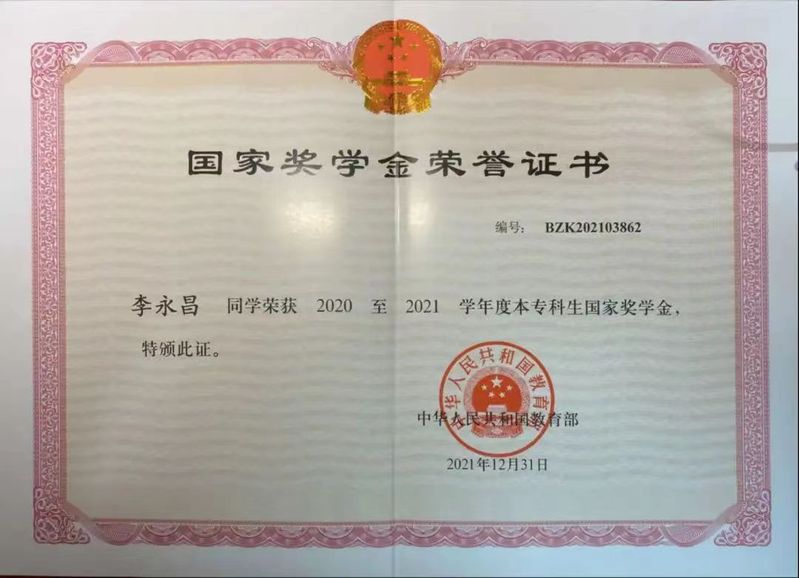 国家奖学金荣誉证书
编号: BZK202103862
李永昌 同学荣获 2020 至 2021 学年度本专科生国家奖学金,
特颁此证。
中华人民共和国教育部
中华人民共和国教育部
2021年12月31日